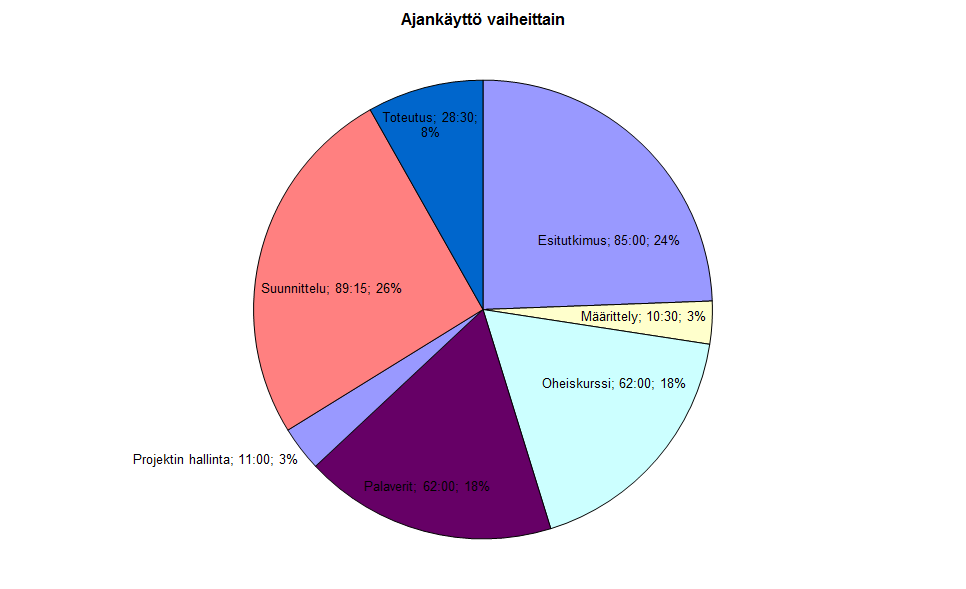 Ajankäyttö vaiheittain
Toteutus; 28:30;
8%
Esitutkimus; 85:00; 24%
Suunnittelu; 89:15; 26%
Määrittely; 10:30; 3%
Oheiskurssi; 62:00; 18%
Projektin hallinta; 11:00; 3%
Palaverit; 62:00; 18%